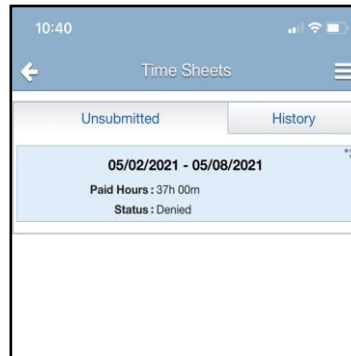 10:40
Time Sheets
Unsubmitted History
05/02/2021 - 05/08/2021
Paid Hours : 37h 00m
Status : Denied